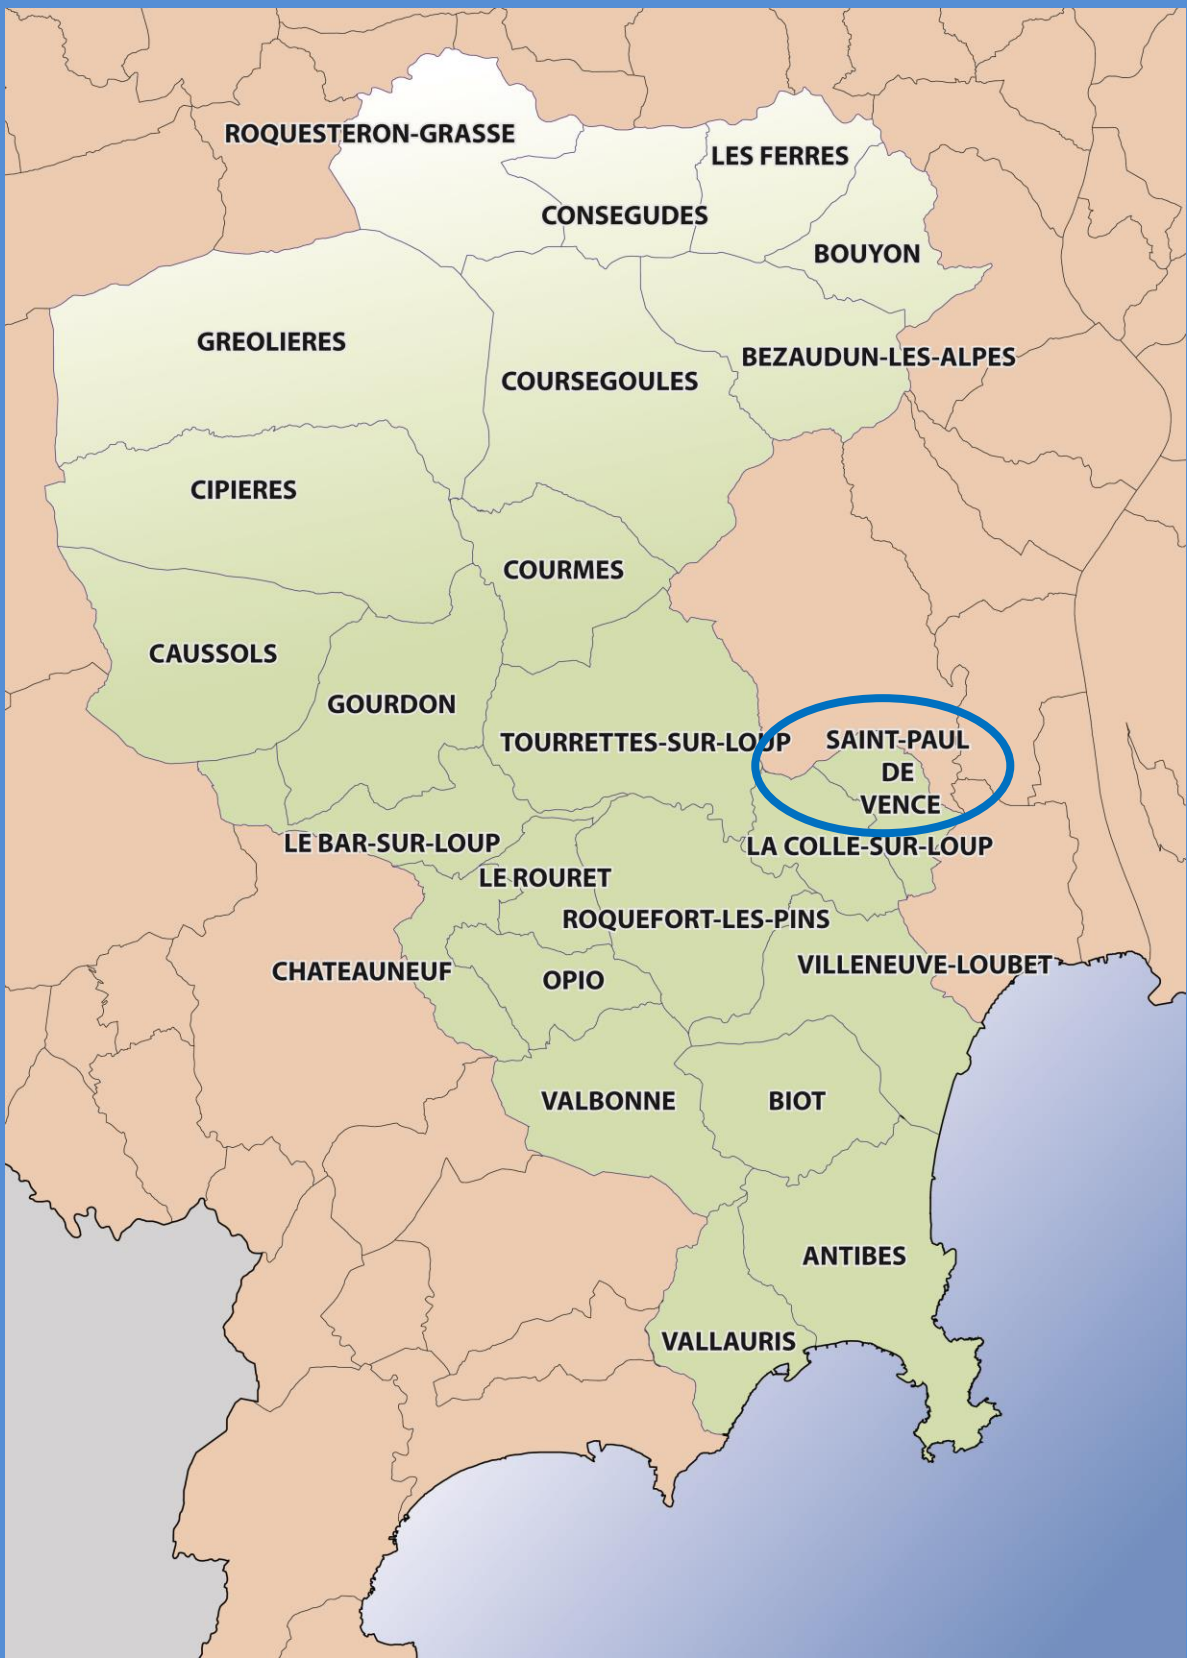 ROQUESTERON-GRASSE
LES FERRES
CONSEGUDES
BOUYON
GREOLIERES
BEZAUDUN-LES-ALPES
COURSEGOULES
CIPIERES
COURMES
CAUSSOLS
GOURDON
TOURRETTES-SUR-LOUP
SAINT-PAUL
DE
VENCE
LE BAR-SUR-LOUP
LA COLLE-SUR-LOUP
LE ROURET
ROQUEFORT-LES-PINS
CHATEAUNEUF
OPIO
VILLENEUVE-LOUBET
VALBONNE
BIOT
ANTIBES
VALLAURIS